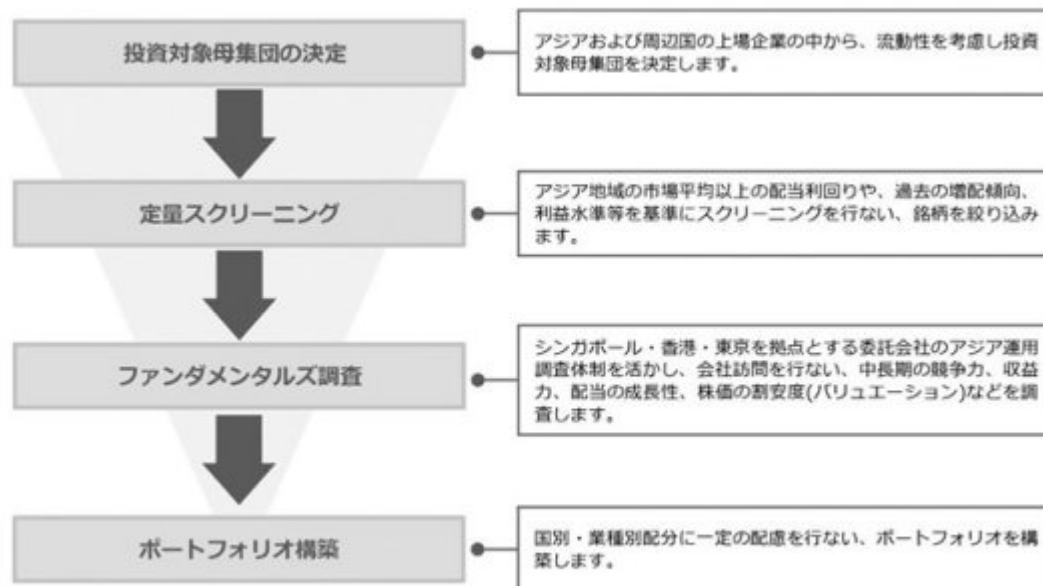 投資対象母集団の決定
アジアおよび周辺国の上場企業の中から、流動性を考慮し投資
対象母集団を決定します。
定量スクリーニング
アジア地域の市場平均以上の配当利回りや、過去の増配傾向、
利益水準等を基準にスクリーニングを行ない、銘柄を絞り込み
ます。
ファンダメンタルズ調査
シンガポール・香港・東京を拠点とする委託会社のアジア運用
調査体制を活かし、会社訪問を行ない、中長期の競争力、収益
力、配当の成長性、株価の割安度(バリュエーション)などを調
査します。
ポートフォリオ構築
国別・業種別配分に一定の配慮を行ない、ポートフォリオを構
築します。